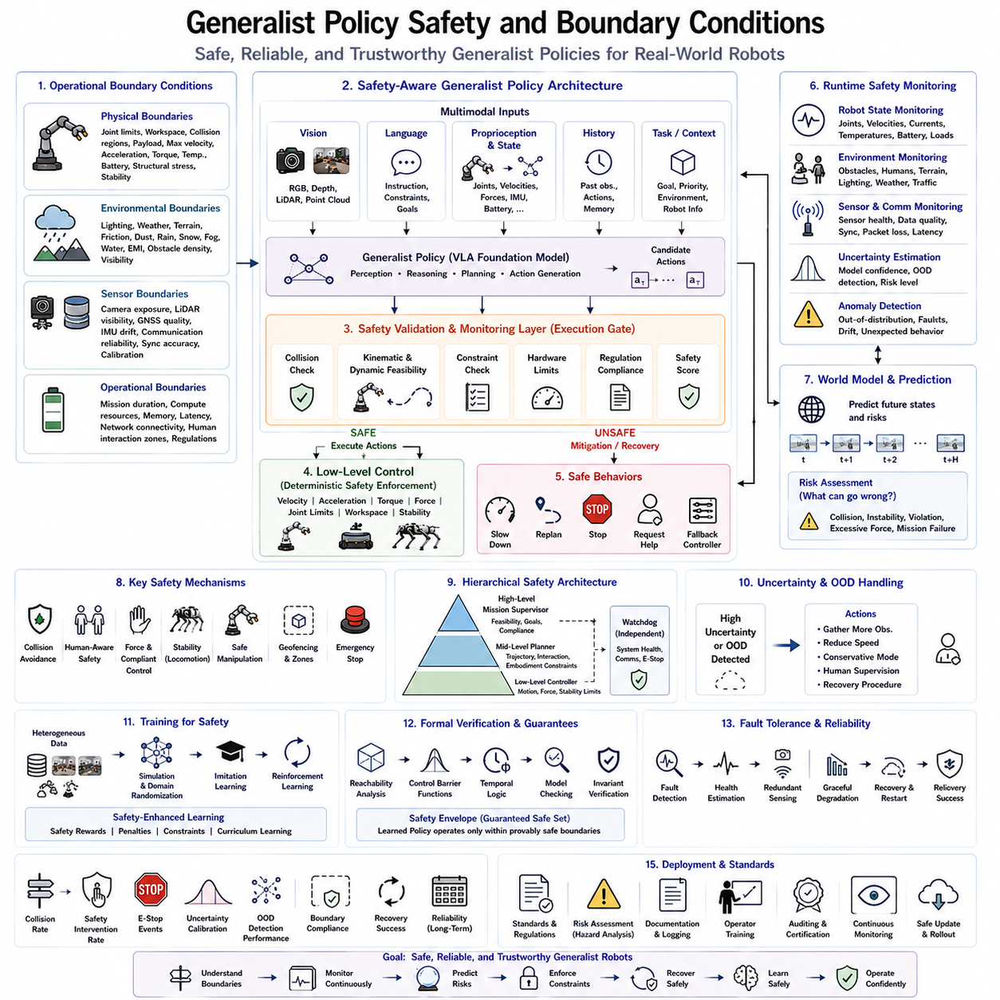 Generalist Policy Safety and Boundary Conditions
Safe, Reliable, and Trustworthy Generalist Policies for Real-World Robots
1. Operational Boundary Conditions
Physical Boundaries
Joint limits, Workspace, Collision
regions, Payload, Max velocity,
Acceleration, Torque, Temp.,
Battery, Structural stress,
Stability
Environmental Boundaries
Lighting, Weather, Terrain,
Friction, Dust, Rain, Snow, Fog,
Water, EMI, Obstacle density,
Visibility
Sensor Boundaries
Camera exposure, LiDAR
visibility, GNSS quality,
IMU drift, Communication
reliability, Sync accuracy,
Calibration
Operational Boundaries
Mission duration, Compute
resources, Memory, Latency,
Network connectivity, Human
interaction zones, Regulations
2. Safety-Aware Generalist Policy Architecture
Multimodal Inputs
Vision
RGB, Depth,
LiDAR, Point Cloud
Language
Instruction,
Constraints,
Goals
Proprioception
& State
Joints, Velocities,
Forces, IMU,
Battery, ...
History
Past obs.,
Actions,
Memory
Task / Context
Goal, Priority,
Environment,
Robot Info
Generalist Policy (VLA Foundation Model)
Perception • Reasoning • Planning • Action Generation
Candidate
Actions
aT ... aT
3. Safety Validation & Monitoring Layer (Execution Gate)
Collision
Check
Kinematic &
Dynamic Feasibility
Constraint
Check
Hardware
Limits
Regulation
Compliance
Safety
Score
SAFE
Execute Actions
UNSAFE
Mitigation / Recovery
4. Low-Level Control
(Deterministic Safety Enforcement)
Velocity | Acceleration | Torque | Force |
Joint Limits | Workspace | Stability
5. Safe Behaviors
Slow
Down
Replan
STOP
Stop
Request
Help
Fallback
Controller
6. Runtime Safety Monitoring
Robot State Monitoring
Joints, Velocities, Currents,
Temperatures, Battery, Loads
Environment Monitoring
Obstacles, Humans, Terrain,
Lighting, Weather, Traffic
Sensor & Comm Monitoring
Sensor health, Data quality,
Sync, Packet loss, Latency
Uncertainty Estimation
Model confidence, OOD
detection, Risk level
Anomaly Detection
Out-of-distribution, Faults,
Drift, Unexpected behavior
7. World Model & Prediction
Predict future states
and risks
...
t t+1 t+2 t+H
Risk Assessment
(What can go wrong?)
Collision, Instability, Violation,
Excessive Force, Mission Failure
8. Key Safety Mechanisms
Collision
Avoidance
Human-Aware
Safety
Force &
Compliant
Control
Stability
(Locomotion)
Safe
Manipulation
Geofencing
& Zones
Emergency
Stop
9. Hierarchical Safety Architecture
High-Level
Mission Supervisor
Feasibility, Goals,
Compliance
Mid-Level Planner
Trajectory, Interaction,
Embodiment Constraints
Low-Level Controller
Motion, Force, Stability Limits
Watchdog
(Independent)
System Health,
Comms, E-Stop
10. Uncertainty & OOD Handling
High
Uncertainty
or OOD
Detected
Actions
• Gather More Obs.
• Reduce Speed
• Conservative Mode
• Human Supervision
• Recovery Procedure
11. Training for Safety
Heterogeneous
Data
Simulation
& Domain
Randomization
Imitation
Learning
Reinforcement
Learning
Safety-Enhanced Learning
Safety Rewards | Penalties | Constraints | Curriculum Learning
12. Formal Verification & Guarantees
Reachability
Analysis
Control Barrier
Functions
Temporal
Logic
Model
Checking
Invariant
Verification
Safety Envelope (Guaranteed Safe Set)
Learned Policy operates only within provably safe boundaries
13. Fault Tolerance & Reliability
Fault
Detection
Health
Estimation
Redundant
Sensing
Graceful
Degradation
Recovery &
Restart
Reliovery
Success
Collision
Rate
Safety
Intervention
Rate
STOP
E-Stop
Events
Uncertainty
Calibration
OOD
Detection
Performance
Boundary
Compliance
Recovery
Success
Reliability
(Long-Term)
15. Deployment & Standards
Standards &
Regulations
Risk Assessment
(Hazard Analysis)
Documentation
& Logging
Operator
Training
Auditing &
Certification
Continuous
Monitoring
Safe Update
& Rollout
Goal: Safe, Reliable, and Trustworthy Generalist Robots
Understand
Boundaries
Monitor
Continuously
Predict
Risks
Enforce
Constraints
Recover
Safely
Learn
Safely
Operate
Confidently